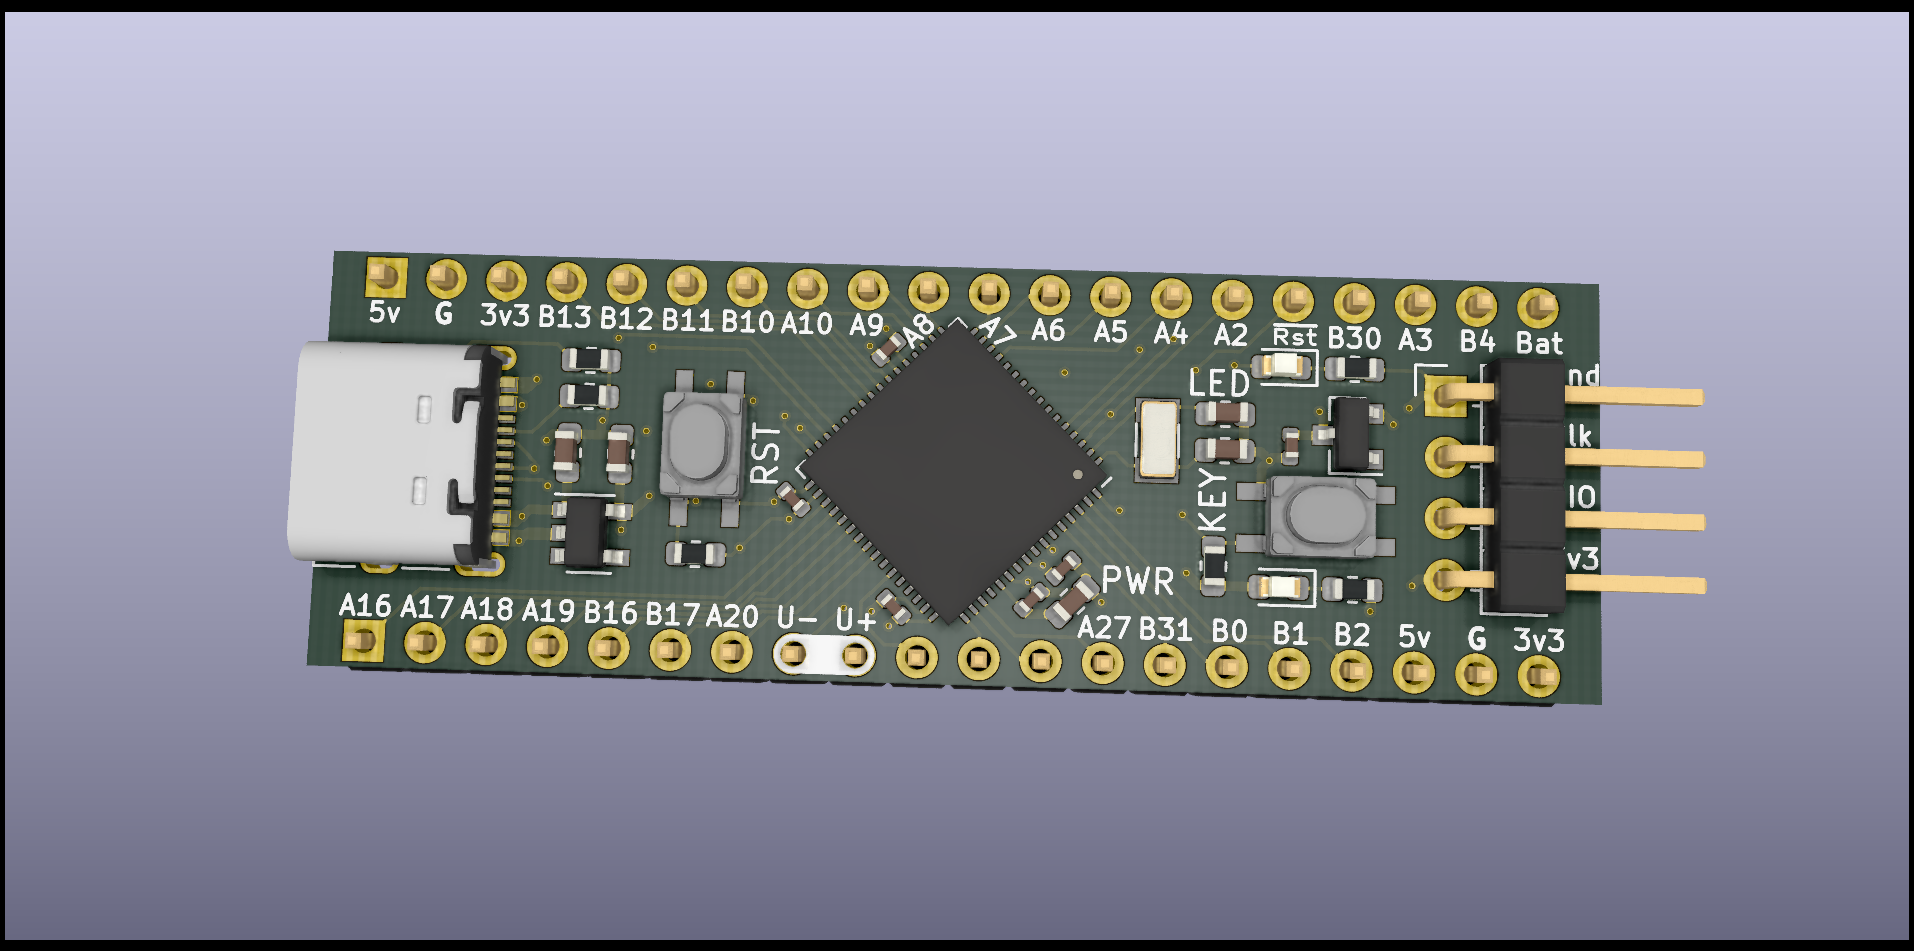 5v G 3v3 B13 B12 B11 B10 A10 A9 A8 A7 A6 A5 A4 A2 Rst B30 A3 B4 Bat
LED
nd
lk
IO
v3
RST
KEY
PWR
A16 A17 A18 A19 B16 B17 A20 U- U+ A27 B31 B0 B1 B2 5v G 3v3